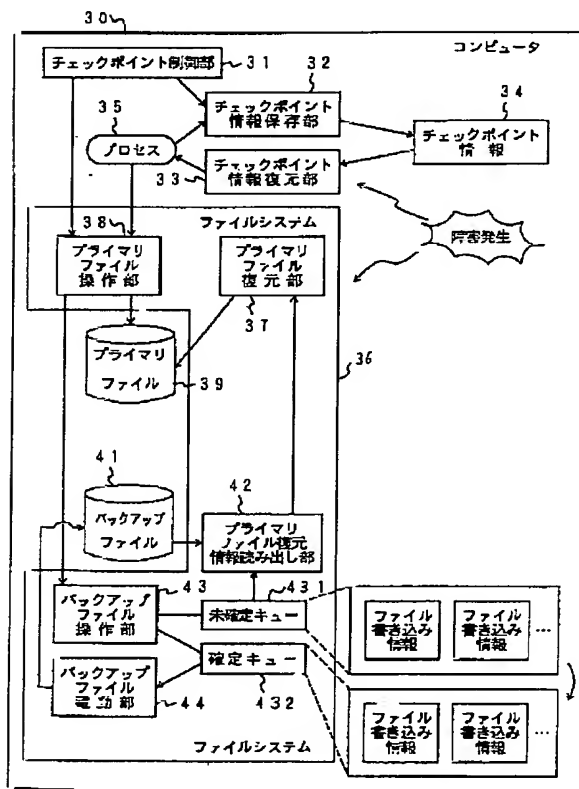 30
コンピュータ
チェックポイント制御部
31
32
チェックポイント
情報保存部
34
チェックポイント
情 報
35
プロセス
チェックポイント
情報復元部
33
障害発生
ファイルシステム
38
プライマリ
ファイル
操作部
プライマリ
ファイル
復元部
37
36
プライマリ
ファイル
39
41
バックアップ
ファイル
42
プライマリ
ファイル復元
情報読み出し部
43
バックアップ
ファイル
操作部
431
未確定キュー
ファイル
書き込み
情報
ファイル
書き込み
情報
…
確定キュー
432
バックアップ
ファイル
電動部
44
ファイル
書き込み
情報
ファイル
書き込み
情報
…
ファイルシステム